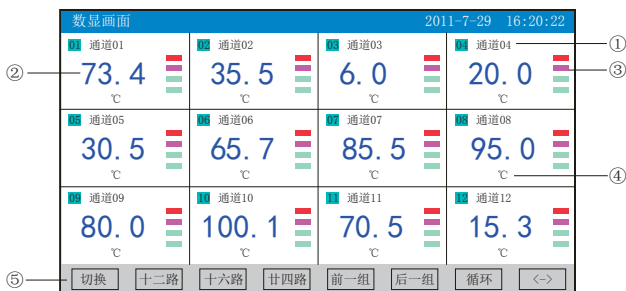 数显画面 2011-7-29 16:20:22
01 通道01 02 通道02 03 通道03 04 通道04 ①
② 73.4 35.5 6.0 20.0 ③
℃ ℃ ℃ ℃
05 通道05 06 通道06 07 通道07 08 通道08
30.5 65.7 85.5 95.0
℃ ℃ ℃ ℃ ④
09 通道09 10 通道10 11 通道11 12 通道12
80.0 100.1 70.5 15.3
℃ ℃ ℃ ℃
⑤ 切换 十二路 十六路 廿四路 前一组 后一组 循环 <->